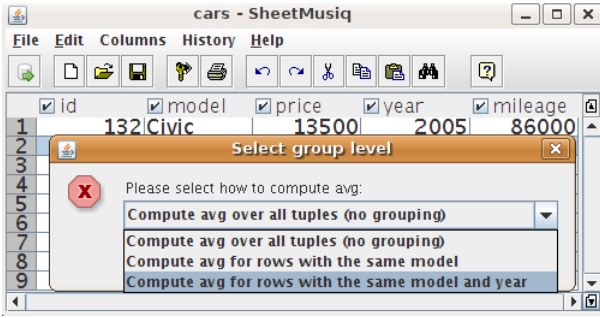 cars - SheetMusiq
File Edit Columns History Help
id model price year mileage
1 132 Civic 13500 2005 86000
2
Select group level
3
4
Please select how to compute avg:
5
Compute avg over all tuples (no grouping)
6
7
Compute avg over all tuples (no grouping)
8
Compute avg for rows with the same model
9
Compute avg for rows with the same model and year